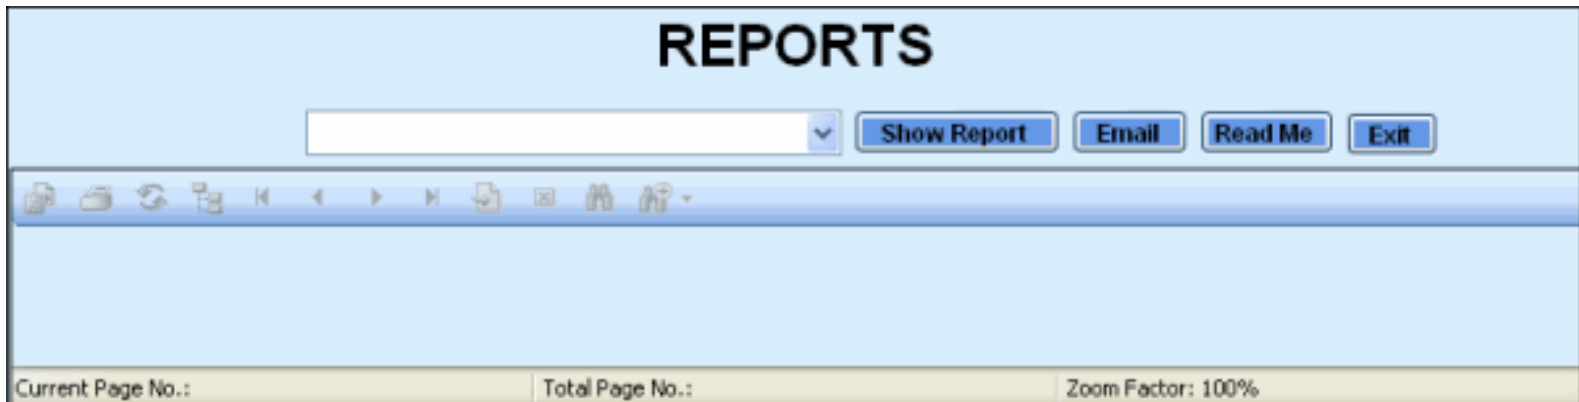 REPORTS
Show Report Email Read Me Exit
Current Page No.: Total Page No.: Zoom Factor: 100%